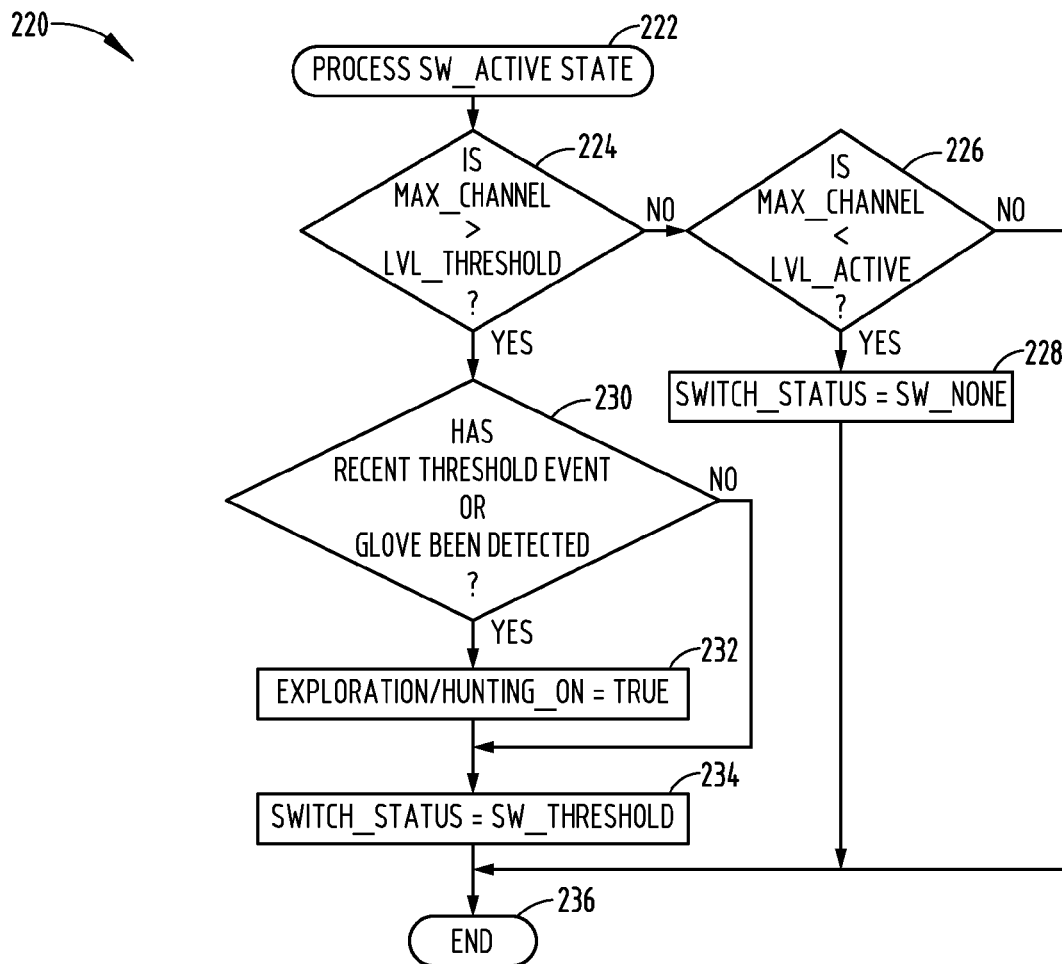 220
222
PROCESS SW_ACTIVE STATE
224
IS
MAX_CHANNEL
>
LVL_THRESHOLD
?
NO
YES
226
IS
MAX_CHANNEL
<
LVL_ACTIVE
?
NO
YES
228
SWITCH_STATUS = SW_NONE
230
HAS
RECENT THRESHOLD EVENT
OR
GLOVE BEEN DETECTED
?
NO
YES
232
EXPLORATION/HUNTING_ON = TRUE
234
SWITCH_STATUS = SW_THRESHOLD
236
END